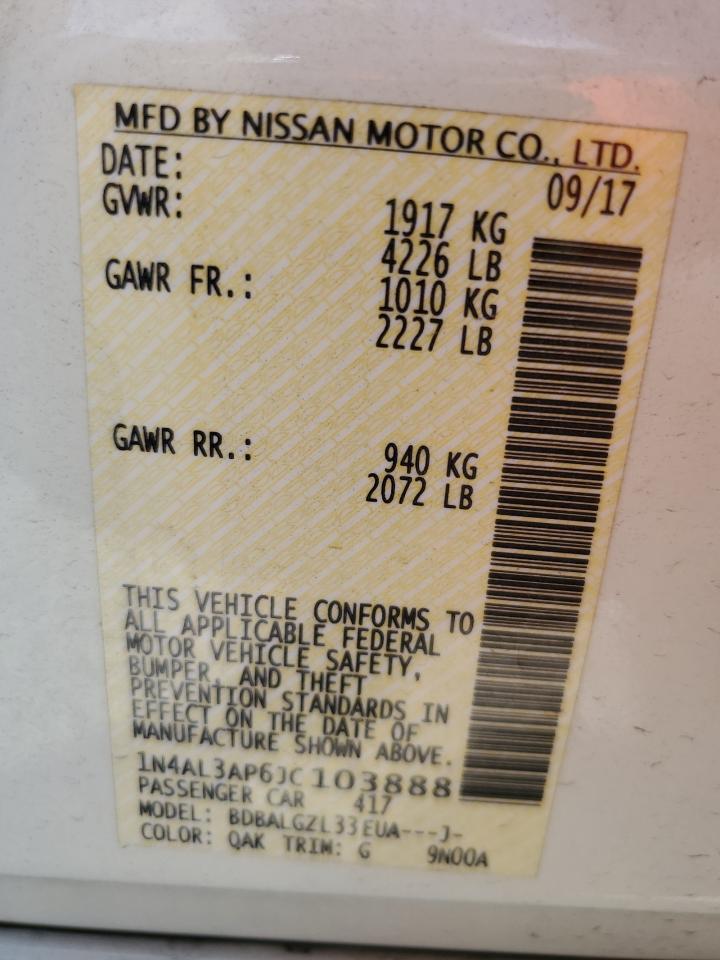 MFD BY NISSAN MOTOR CO., LTD.
DATE: 09/17
GVWR: 1917 KG
4226 LB
GAWR FR.: 1010 KG
2227 LB
GAWR RR.: 940 KG
2072 LB
THIS VEHICLE CONFORMS TO
ALL APPLICABLE FEDERAL
MOTOR VEHICLE SAFETY,
BUMPER, AND THEFT
PREVENTION STANDARDS IN
EFFECT ON THE DATE OF
MANUFACTURE SHOWN ABOVE.
1N4AL3AP6JC103888
PASSENGER CAR 417
MODEL: BDBALGZL33EUA---J-
COLOR: QAK TRIM: G 9N00A